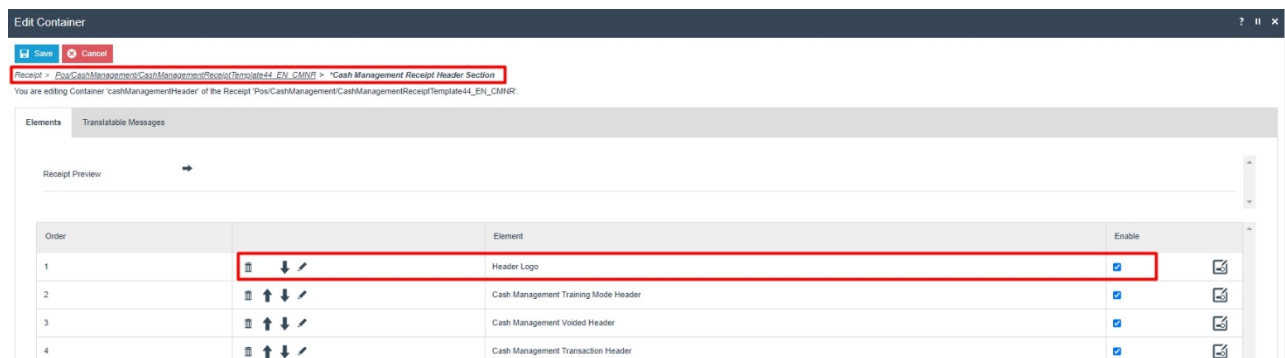 Edit Container
? II ×
Save Cancel
Receipt > Pos/CashManagement/CashManagementReceiptTemplate44_EN_CMNR > *Cash Management Receipt Header Section
You are editing Container 'cashManagementHeader' of the Receipt 'Pos/CashManagement/CashManagementReceiptTemplate44_EN_CMNR'.
Elements Translatable Messages
Receipt Preview
Order Element Enable
1 Header Logo
2 Cash Management Training Mode Header
3 Cash Management Voided Header
4 Cash Management Transaction Header